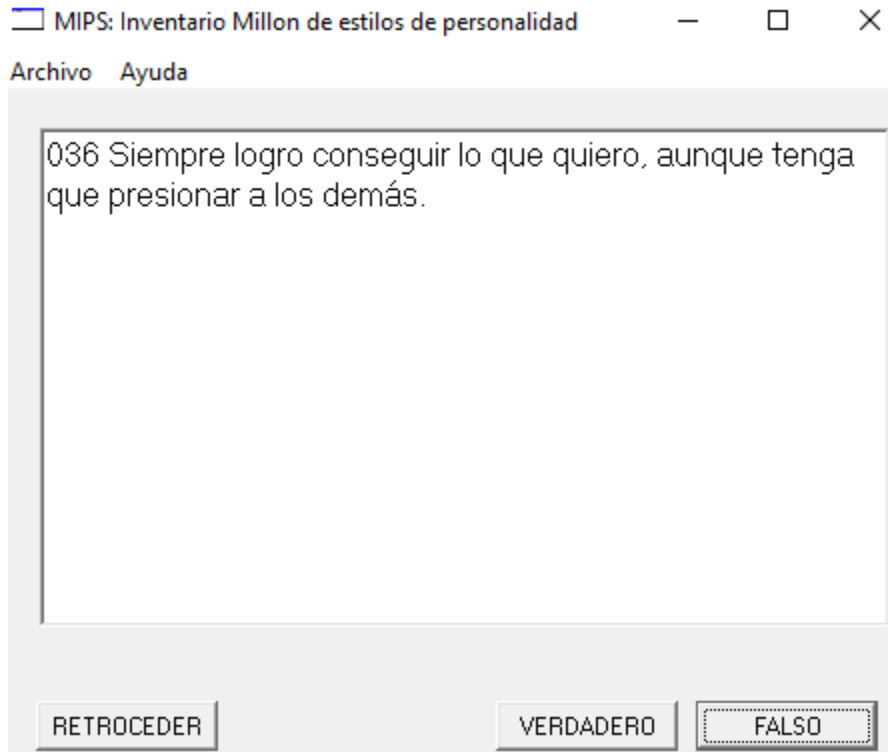 MIPS: Inventario Millon de estilos de personalidad
Archivo Ayuda
036 Siempre logro conseguir lo que quiero, aunque tenga
que presionar a los demás.
RETROCEDER VERDADERO FALSO